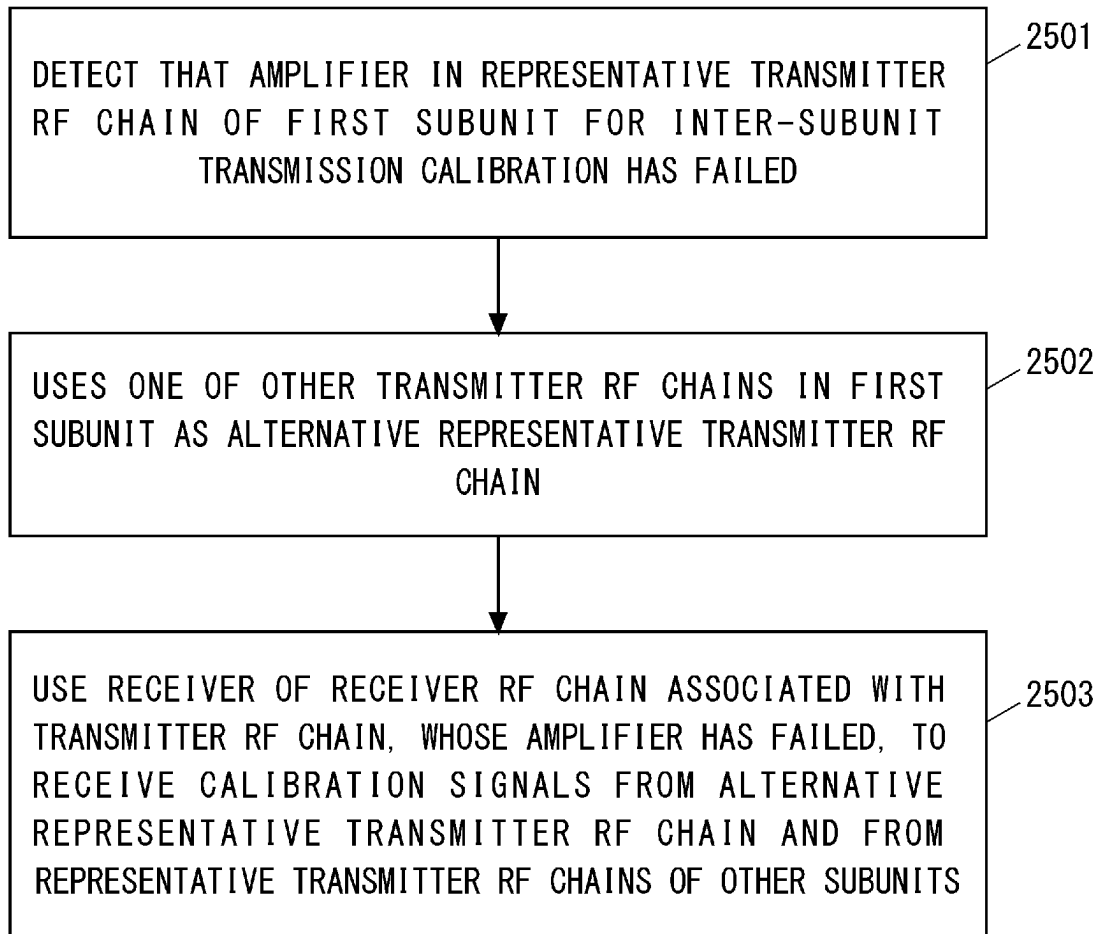 2501
DETECT THAT AMPLIFIER IN REPRESENTATIVE TRANSMITTER
RF CHAIN OF FIRST SUBUNIT FOR INTER-SUBUNIT
TRANSMISSION CALIBRATION HAS FAILED
2502
USES ONE OF OTHER TRANSMITTER RF CHAINS IN FIRST
SUBUNIT AS ALTERNATIVE REPRESENTATIVE TRANSMITTER RF
CHAIN
2503
USE RECEIVER OF RECEIVER RF CHAIN ASSOCIATED WITH
TRANSMITTER RF CHAIN, WHOSE AMPLIFIER HAS FAILED, TO
RECEIVE CALIBRATION SIGNALS FROM ALTERNATIVE
REPRESENTATIVE TRANSMITTER RF CHAIN AND FROM
REPRESENTATIVE TRANSMITTER RF CHAINS OF OTHER SUBUNITS